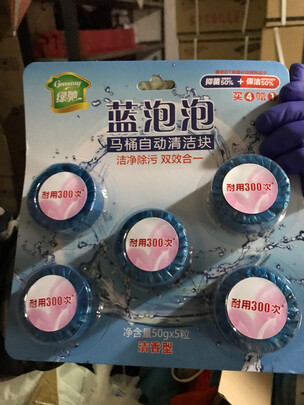 抑菌50% + 保洁50%
买4赠1
绿驰
蓝泡泡
马桶自动清洁块
洁净除污 双效合一
耐用300次
耐用300次
耐用300次
耐用300次
耐用300次
净含量50gx5粒
清香型